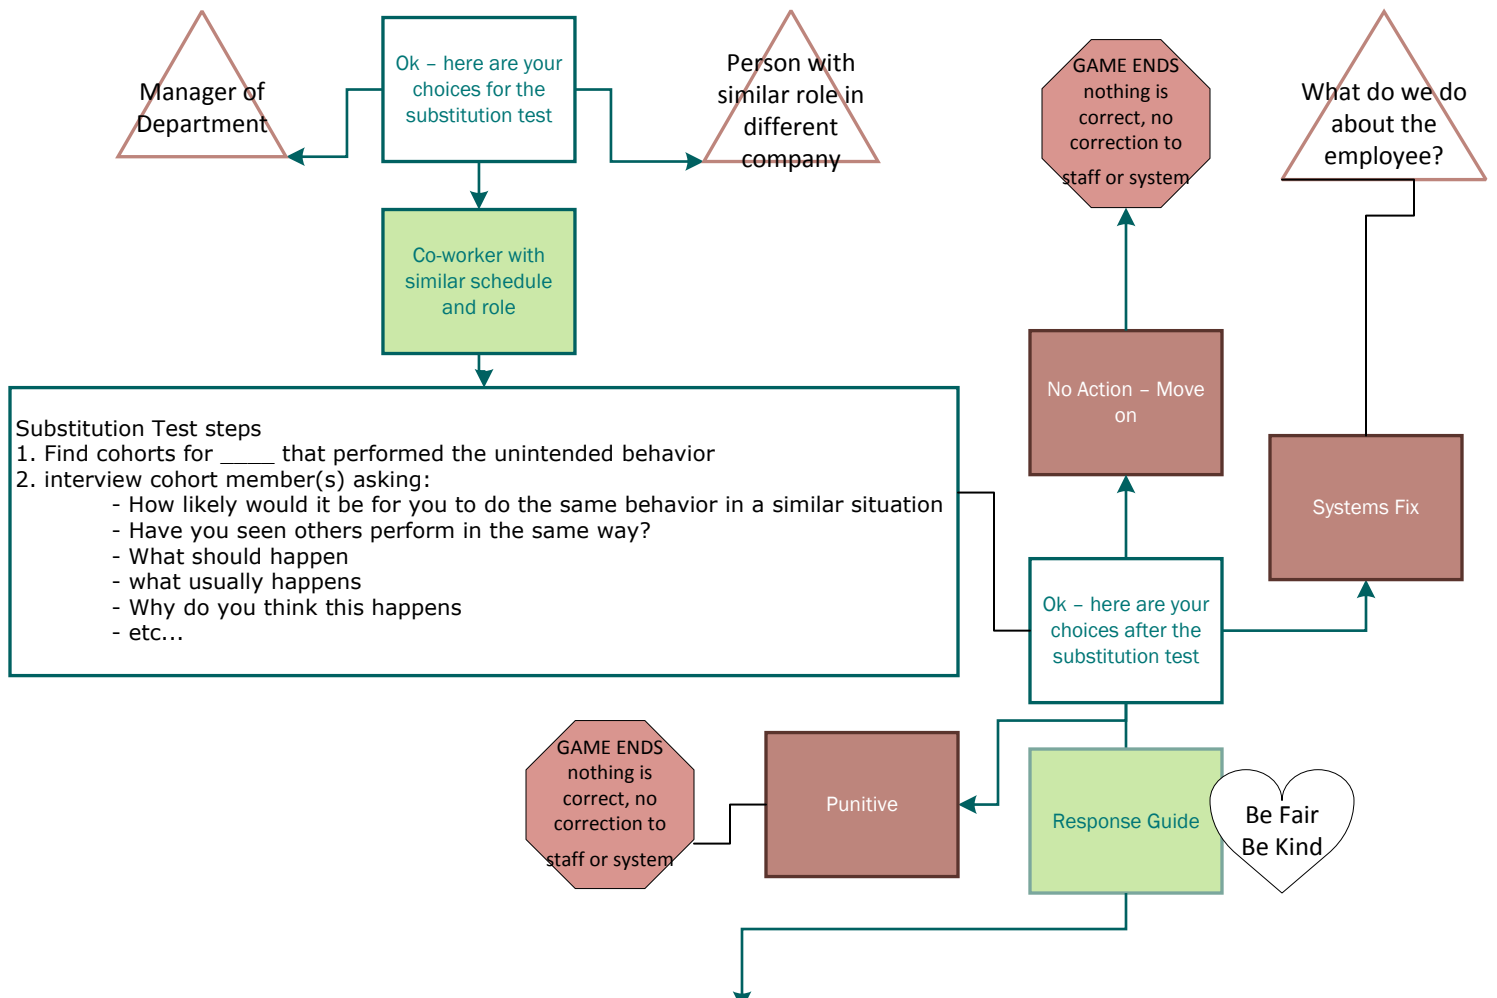 Manager of
Department
Ok – here are your
choices for the
substitution test
Person with
similar role in
different
company
GAME ENDS
nothing is
correct, no
correction to
staff or system
What do we do
about the
employee?
Co-worker with
similar schedule
and role
No Action – Move
on
Substitution Test steps
1. Find cohorts for ____ that performed the unintended behavior
2. interview cohort member(s) asking:
- How likely would it be for you to do the same behavior in a similar situation
- Have you seen others perform in the same way?
- What should happen
- what usually happens
- Why do you think this happens
- etc...
Systems Fix
Ok – here are your
choices after the
substitution test
GAME ENDS
nothing is
correct, no
correction to
staff or system
Punitive
Response Guide
Be Fair
Be Kind